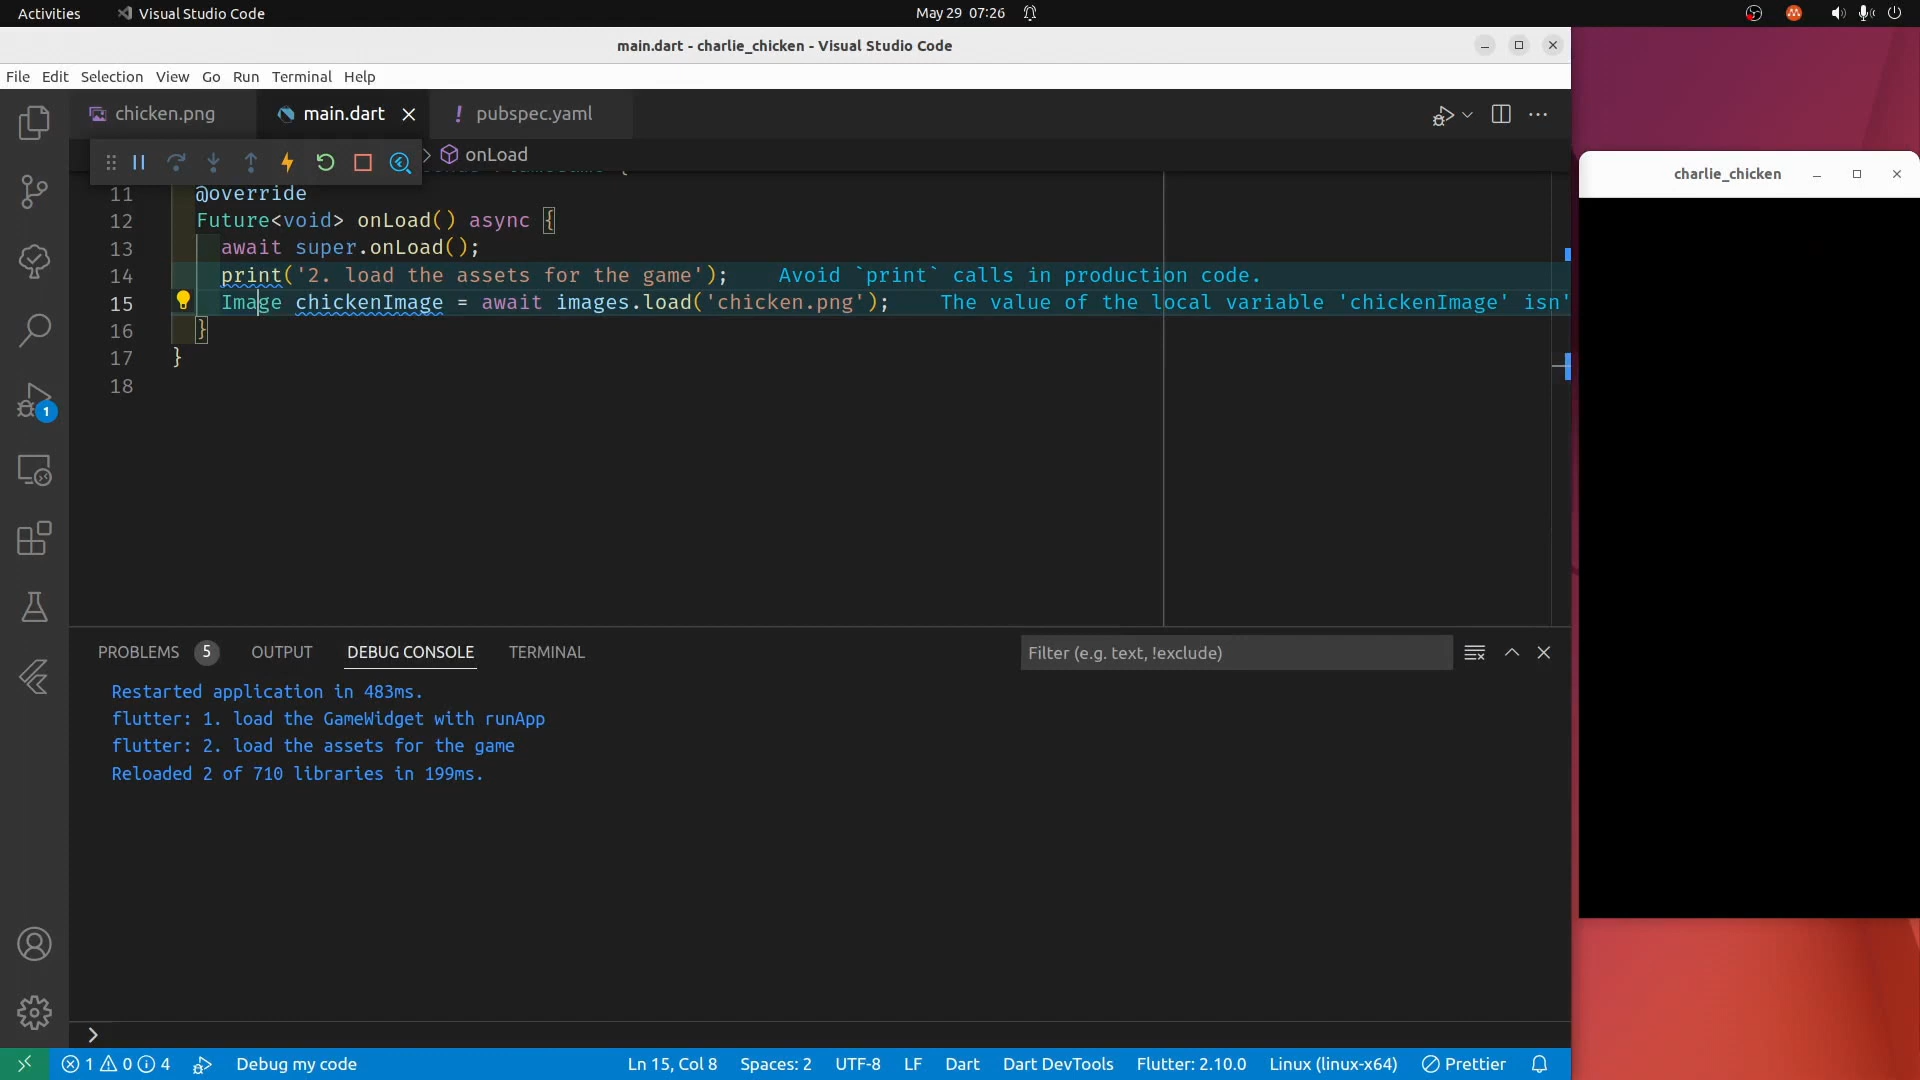 Activities
Visual Studio Code
May 29 07:26
main.dart - charlie_chicken - Visual Studio Code
File Edit Selection View Go Run Terminal Help
chicken.png
main.dart
pubspec.yaml
onLoad
charlie_chicken
11 @override
12 Future<void> onLoad() async {
13 await super.onLoad();
14 print('2. load the assets for the game'); Avoid `print` calls in production code.
15 Image chickenImage = await images.load('chicken.png'); The value of the local variable 'chickenImage' isn'
16 }
17 }
18
1
PROBLEMS 5 OUTPUT DEBUG CONSOLE TERMINAL
Filter (e.g. text, !exclude)
Restarted application in 483ms.
flutter: 1. load the GameWidget with runApp
flutter: 2. load the assets for the game
Reloaded 2 of 710 libraries in 199ms.
1 0 4 Debug my code
Ln 15, Col 8 Spaces: 2 UTF-8 LF Dart Dart DevTools Flutter: 2.10.0 Linux (linux-x64) Prettier